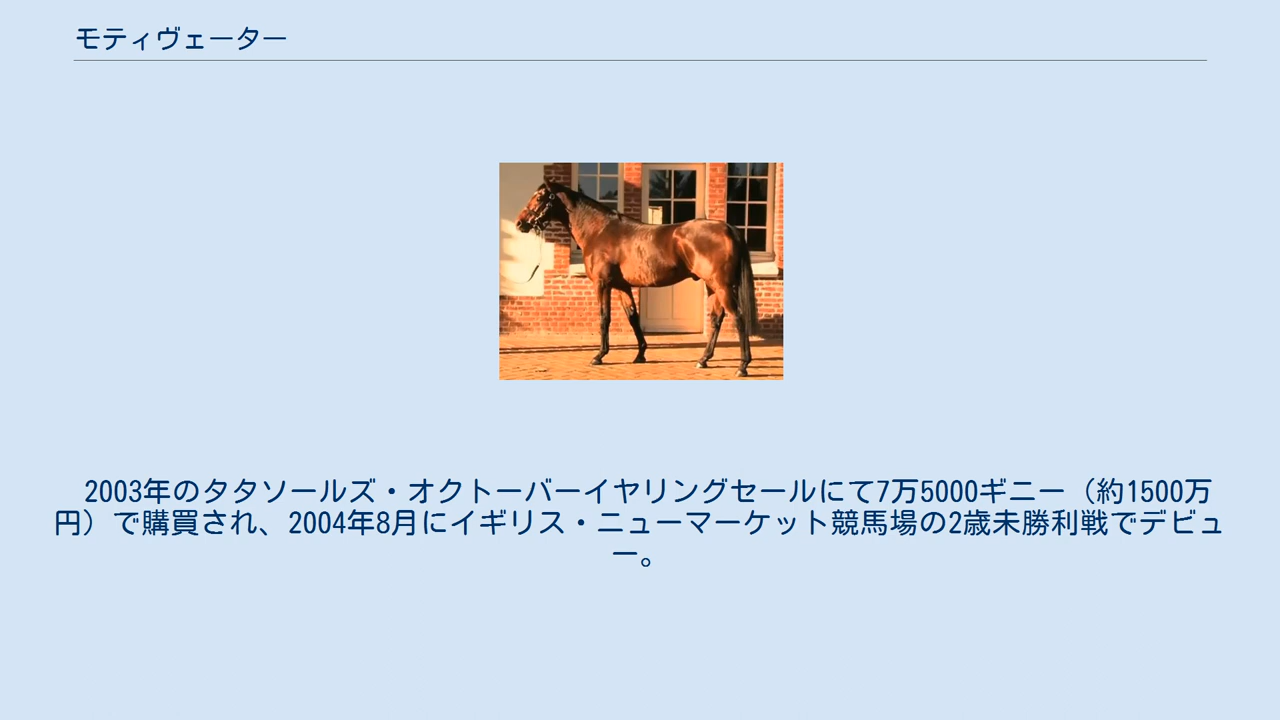 モティヴェーター
2003年のタタソールズ・オクトーバーイヤリングセールにて7万5000ギニー（約1500万
円）で購買され、2004年8月にイギリス・ニューマーケット競馬場の2歳未勝利戦でデビュ
ー。